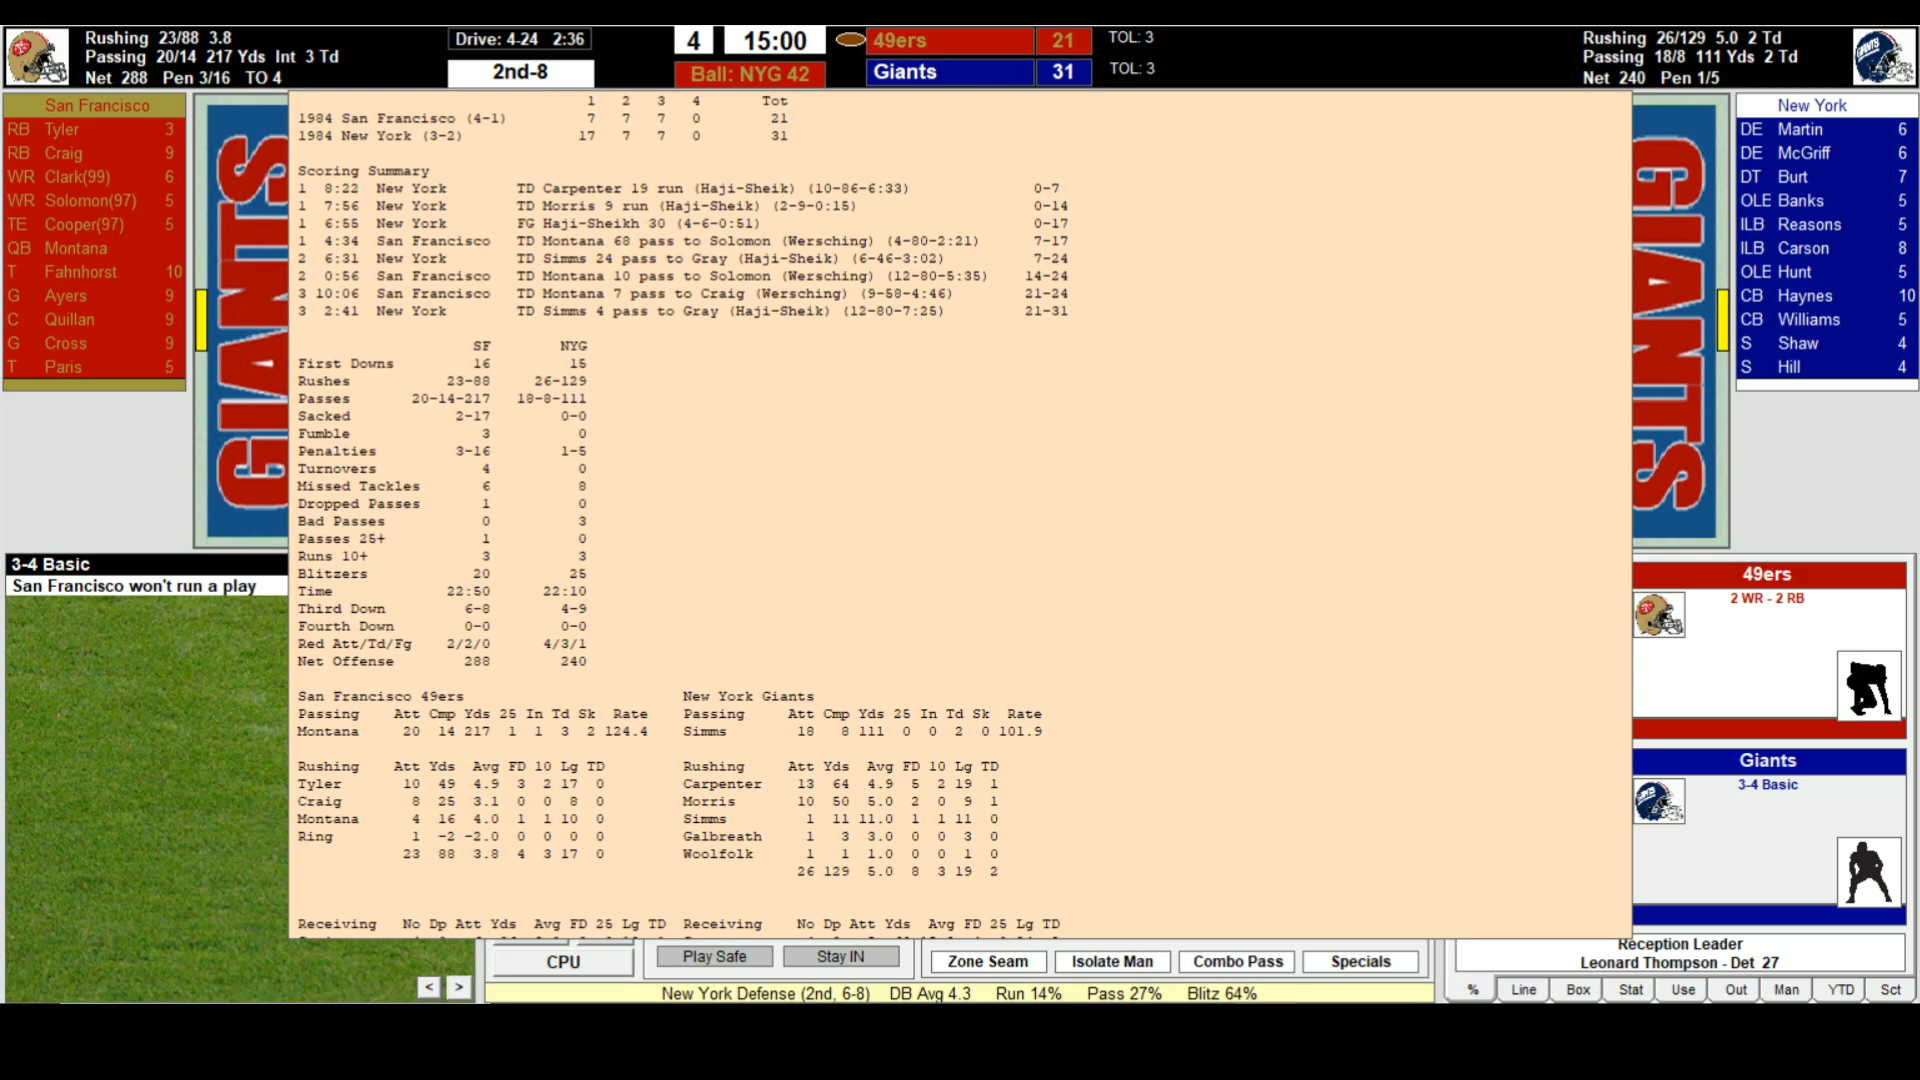 Rushing 23/88 3.8
Passing 20/14 217 Yds Int 3 Td
Net 288 Pen 3/16 TO 4
Drive: 4-24 2:36
2nd-8
4 15:00
Ball: NYG 42
49ers 21 TOL: 3
Giants 31 TOL: 3
Rushing 26/129 5.0 2 Td
Passing 18/8 111 Yds 2 Td
Net 240 Pen 1/5
San Francisco
RB Tyler 3
RB Craig 9
WR Clark(99) 6
WR Solomon(97) 5
TE Cooper(97) 5
QB Montana
T Fahnhorst 10
G Ayers 9
C Quillan 9
G Cross 9
T Paris 5
GIANTS
1 2 3 4 Tot
1984 San Francisco (4-1) 7 7 7 0 21
1984 New York (3-2) 17 7 7 0 31
Scoring Summary
1 8:22 New York TD Carpenter 19 run (Haji-Sheik) (10-86-6:33) 0-7
1 7:56 New York TD Morris 9 run (Haji-Sheik) (2-9-0:15) 0-14
1 6:55 New York FG Haji-Sheikh 30 (4-6-0:51) 0-17
1 4:34 San Francisco TD Montana 68 pass to Solomon (Wersching) (4-80-2:21) 7-17
2 6:31 New York TD Simms 24 pass to Gray (Haji-Sheik) (6-46-3:02) 7-24
2 0:56 San Francisco TD Montana 10 pass to Solomon (Wersching) (12-80-5:35) 14-24
3 10:06 San Francisco TD Montana 7 pass to Craig (Wersching) (9-58-4:46) 21-24
3 2:41 New York TD Simms 4 pass to Gray (Haji-Sheik) (12-80-7:25) 21-31
SF NYG
First Downs 16 15
Rushes 23-88 26-129
Passes 20-14-217 18-8-111
Sacked 2-17 0-0
Fumble 3 0
Penalties 3-16 1-5
Turnovers 4 0
Missed Tackles 6 8
Dropped Passes 1 0
Bad Passes 0 3
Passes 25+ 1 0
Runs 10+ 3 3
Blitzers 20 25
Time 22:50 22:10
Third Down 6-8 4-9
Fourth Down 0-0 0-0
Red Att/Td/Fg 2/2/0 4/3/1
Net Offense 288 240
San Francisco 49ers New York Giants
Passing Att Cmp Yds 25 In Td Sk Rate Passing Att Cmp Yds 25 In Td Sk Rate
Montana 20 14 217 1 1 3 2 124.4 Simms 18 8 111 0 0 2 0 101.9
Rushing Att Yds Avg FD 10 Lg TD Rushing Att Yds Avg FD 10 Lg TD
Tyler 10 49 4.9 3 2 17 0 Carpenter 13 64 4.9 5 2 19 1
Craig 8 25 3.1 0 0 8 0 Morris 10 50 5.0 2 0 9 1
Montana 4 16 4.0 1 1 10 0 Simms 1 11 11.0 1 1 11 0
Ring 1 -2 -2.0 0 0 0 0 Galbreath 1 3 3.0 0 0 3 0
23 88 3.8 4 3 17 0 Woolfolk 1 1 1.0 0 0 1 0
26 129 5.0 8 3 19 2
Receiving No Dp Att Yds Avg FD 25 Lg TD Receiving No Dp Att Yds Avg FD 25 Lg TD
GIANTS
New York
DE Martin 6
DE McGriff 6
DT Burt 7
OLE Banks 5
ILB Reasons 5
ILB Carson 8
OLE Hunt 5
CB Haynes 10
CB Williams 5
S Shaw 4
S Hill 4
3-4 Basic
San Francisco won't run a play
49ers
2 WR - 2 RB
Giants
3-4 Basic
Reception Leader
Leonard Thompson - Det 27
< >
CPU
Play Safe Stay IN
Zone Seam Isolate Man Combo Pass Specials
New York Defense (2nd, 6-8) DB Avg 4.3 Run 14% Pass 27% Blitz 64%
% Line Box Stat Use Out Man YTD Sct